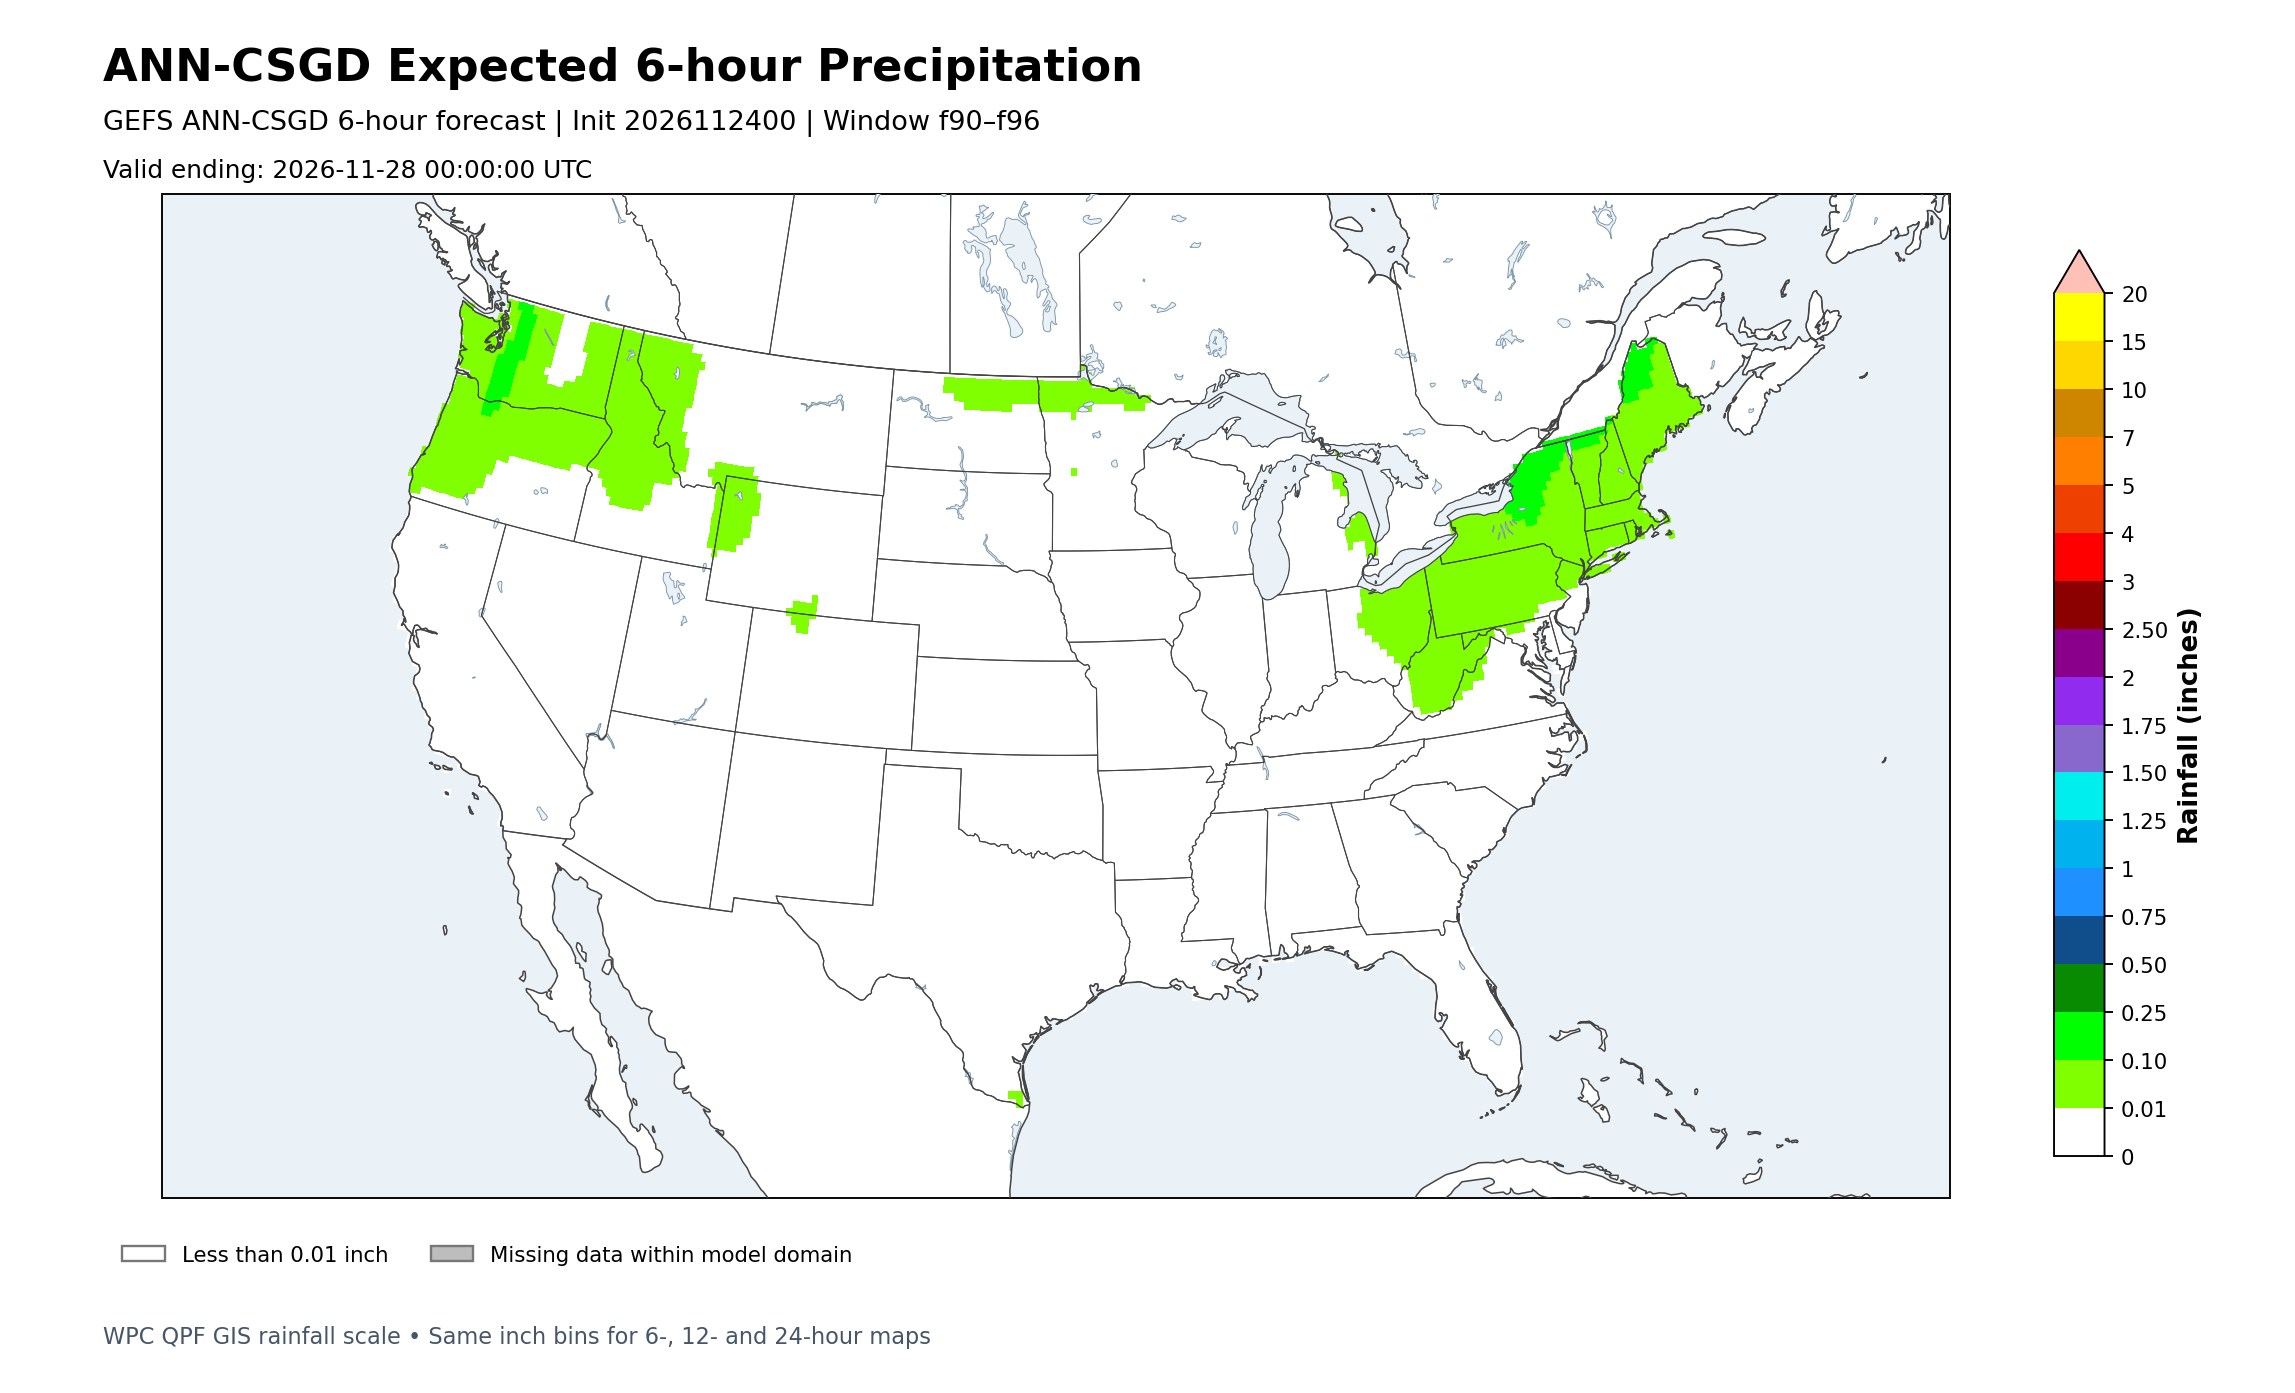 ANN-CSGD Expected 6-hour Precipitation
GEFS ANN-CSGD 6-hour forecast | Init 2026112400 | Window f90–f96
Valid ending: 2026-11-28 00:00:00 UTC
20
15
10
7
5
4
3
2.50
2
1.75
1.50
1.25
1
0.75
0.50
0.25
0.10
0.01
0
Rainfall (inches)
Less than 0.01 inch
Missing data within model domain
WPC QPF GIS rainfall scale • Same inch bins for 6-, 12- and 24-hour maps